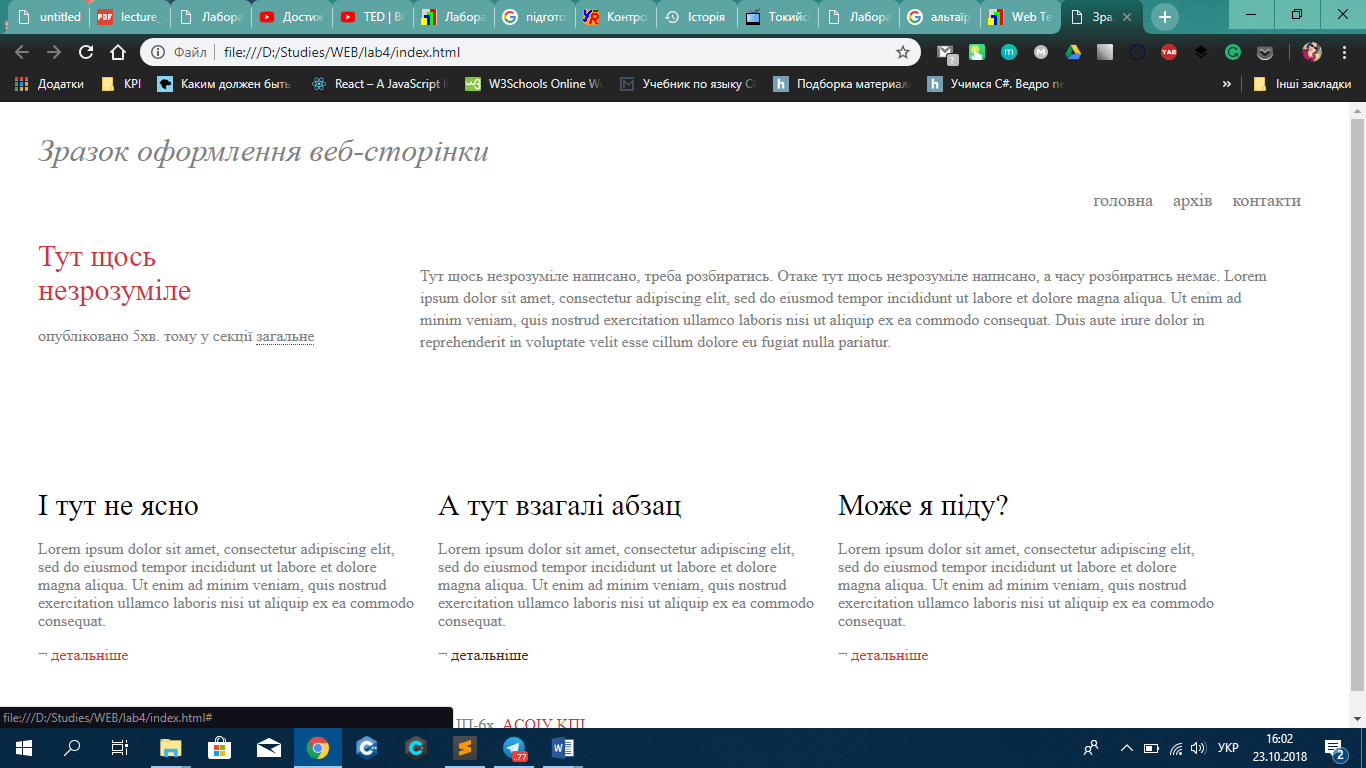 untitled
lecture_
Лабора
Достиж
TED | ВО
Лабора
підгото
Контро
Історія
Токийс
Лабора
альтаїр
Web Te
Зра
Файл | file:///D:/Studies/WEB/lab4/index.html
YAB
Додатки
KPI
Каким должен быть
React – A JavaScript
W3Schools Online W
Учебник по языку C
Подборка материал
Учимся C#. Ведро пе
»
Інші закладки
Зразок оформлення веб-сторінки
головна архів контакти
Тут щось
незрозуміле
опубліковано 5хв. тому у секції загальне
Тут щось незрозуміле написано, треба розбиратись. Отаке тут щось незрозуміле написано, а часу розбиратись немає. Lorem
ipsum dolor sit amet, consectetur adipiscing elit, sed do eiusmod tempor incididunt ut labore et dolore magna aliqua. Ut enim ad
minim veniam, quis nostrud exercitation ullamco laboris nisi ut aliquip ex ea commodo consequat. Duis aute irure dolor in
reprehenderit in voluptate velit esse cillum dolore eu fugiat nulla pariatur.
І тут не ясно
Lorem ipsum dolor sit amet, consectetur adipiscing elit,
sed do eiusmod tempor incididunt ut labore et dolore
magna aliqua. Ut enim ad minim veniam, quis nostrud
exercitation ullamco laboris nisi ut aliquip ex ea commodo
consequat.
¬ детальніше
А тут взагалі абзац
Lorem ipsum dolor sit amet, consectetur adipiscing elit,
sed do eiusmod tempor incididunt ut labore et dolore
magna aliqua. Ut enim ad minim veniam, quis nostrud
exercitation ullamco laboris nisi ut aliquip ex ea commodo
consequat.
¬ детальніше
Може я піду?
Lorem ipsum dolor sit amet, consectetur adipiscing elit,
sed do eiusmod tempor incididunt ut labore et dolore
magna aliqua. Ut enim ad minim veniam, quis nostrud
exercitation ullamco laboris nisi ut aliquip ex ea commodo
consequat.
¬ детальніше
ІП-6х, АСОІУ КПІ
file:///D:/Studies/WEB/lab4/index.html#
77
УКР
16:02
23.10.2018
2